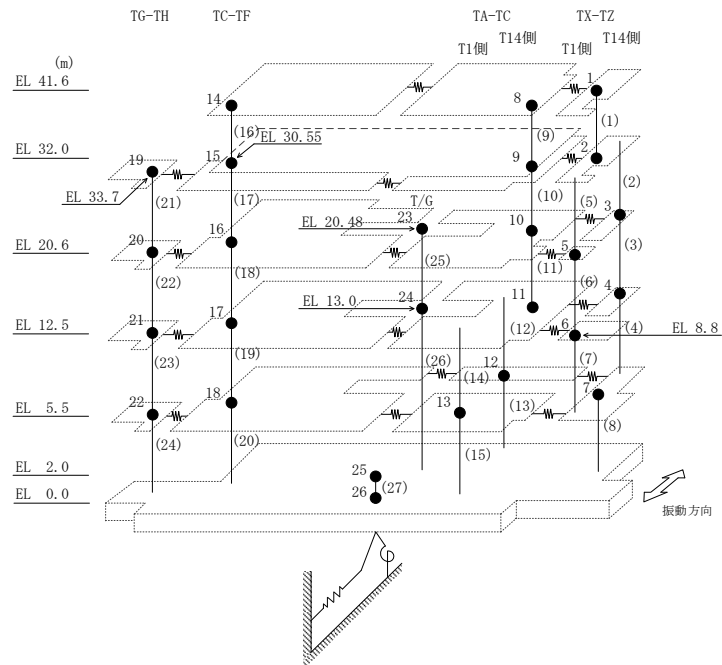 TG-TH TC-TF TA-TC TX-TZ
T1側 T14側 T1側 T14側
(m)
EL 41.6
14 8 1
(16) (9) (1)
EL 30.55
EL 32.0
19 15 9 2
EL 33.7
(21) (17) (10) (2)
T/G
23 (5) 3
EL 20.48
16 10
EL 20.6
20 5 (3)
(22) (18) (25) (11)
(6) 4
EL 13.0
24 11
17
EL 12.5
21 (12) 6 (4)
EL 8.8
(23) (19)
(26) 12 (7)
(14) 7
18 13 (13)
EL 5.5
22
(24) (20) (15) (8)
EL 2.0
25
(27)
EL 0.0
26
振動方向